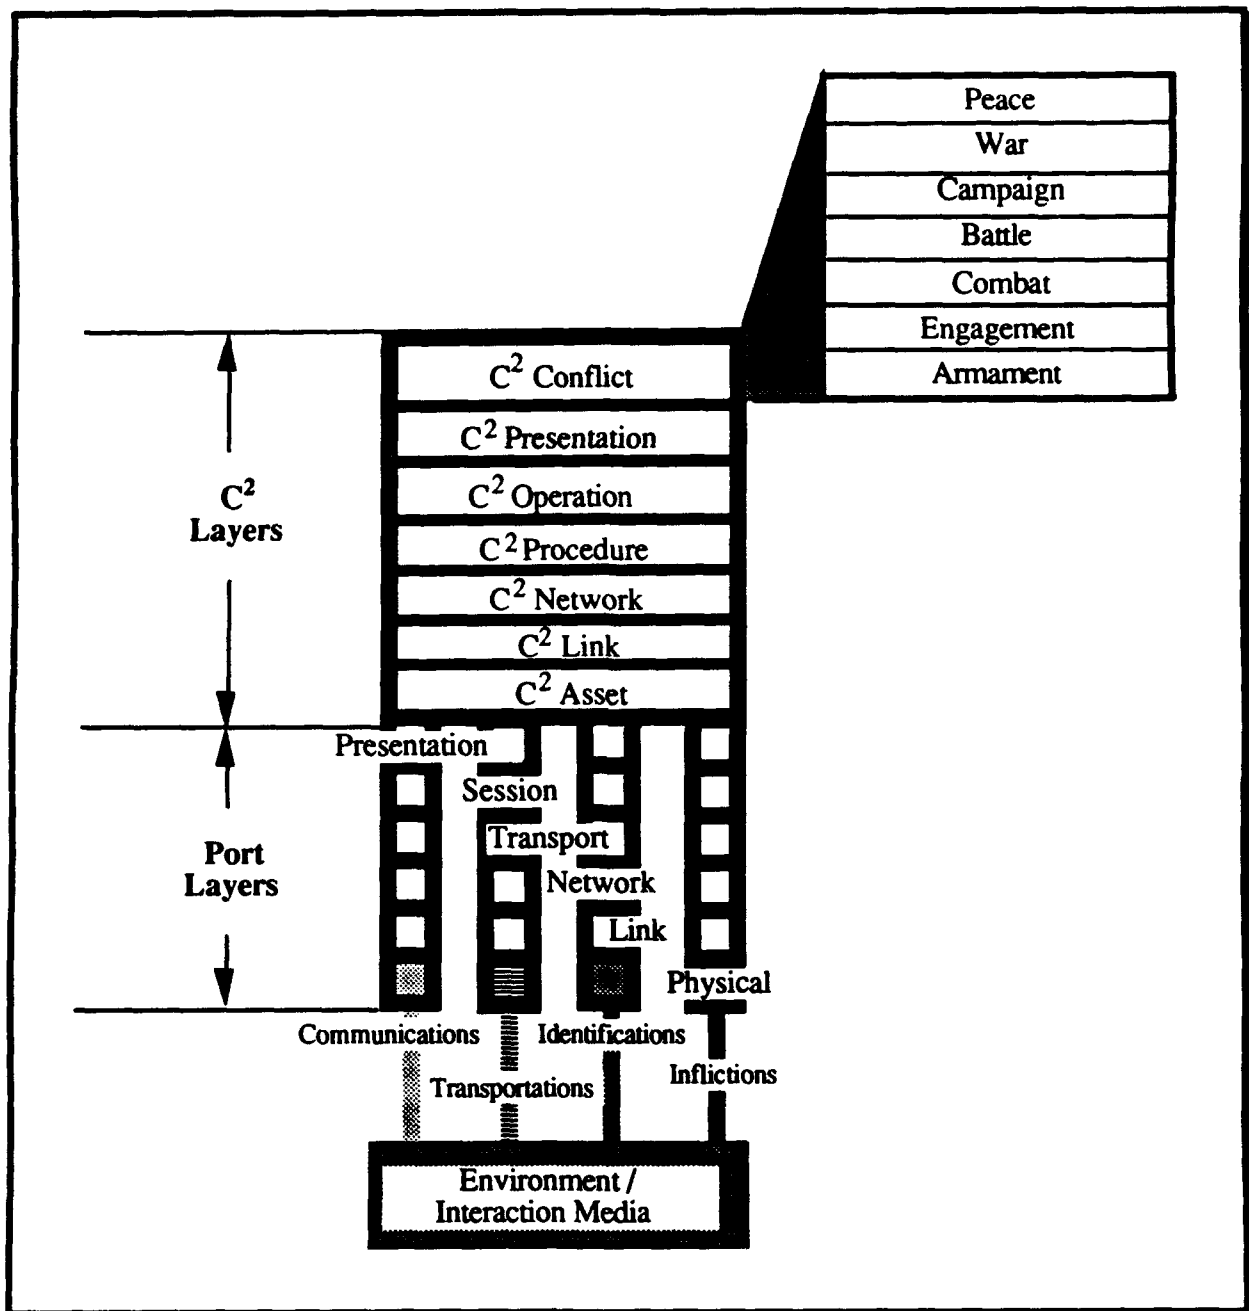 Peace
War
Campaign
Battle
Combat
Engagement
Armament
C² Conflict
C² Presentation
C² Operation
C² Procedure
C² Network
C² Link
C² Asset
C²
Layers
Presentation
Session
Transport
Network
Link
Physical
Port
Layers
Communications
Identifications
Transportations
Inflictions
Environment /
Interaction Media